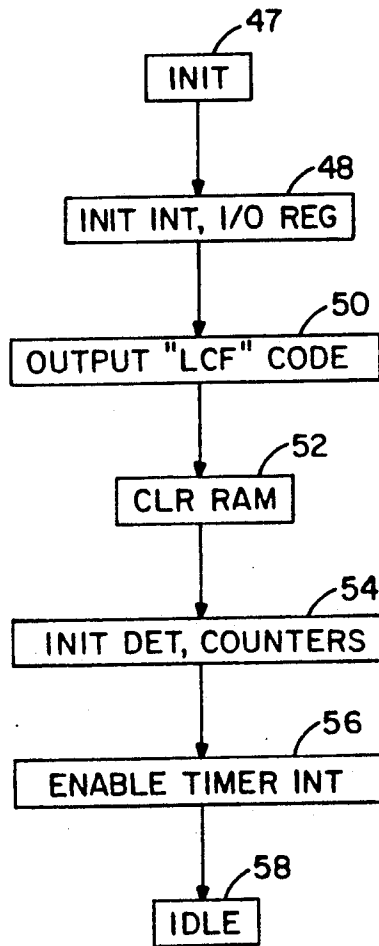 47
INIT
48
INIT INT, I/O REG
50
OUTPUT "LCF" CODE
52
CLR RAM
54
INIT DET, COUNTERS
56
ENABLE TIMER INT
58
IDLE